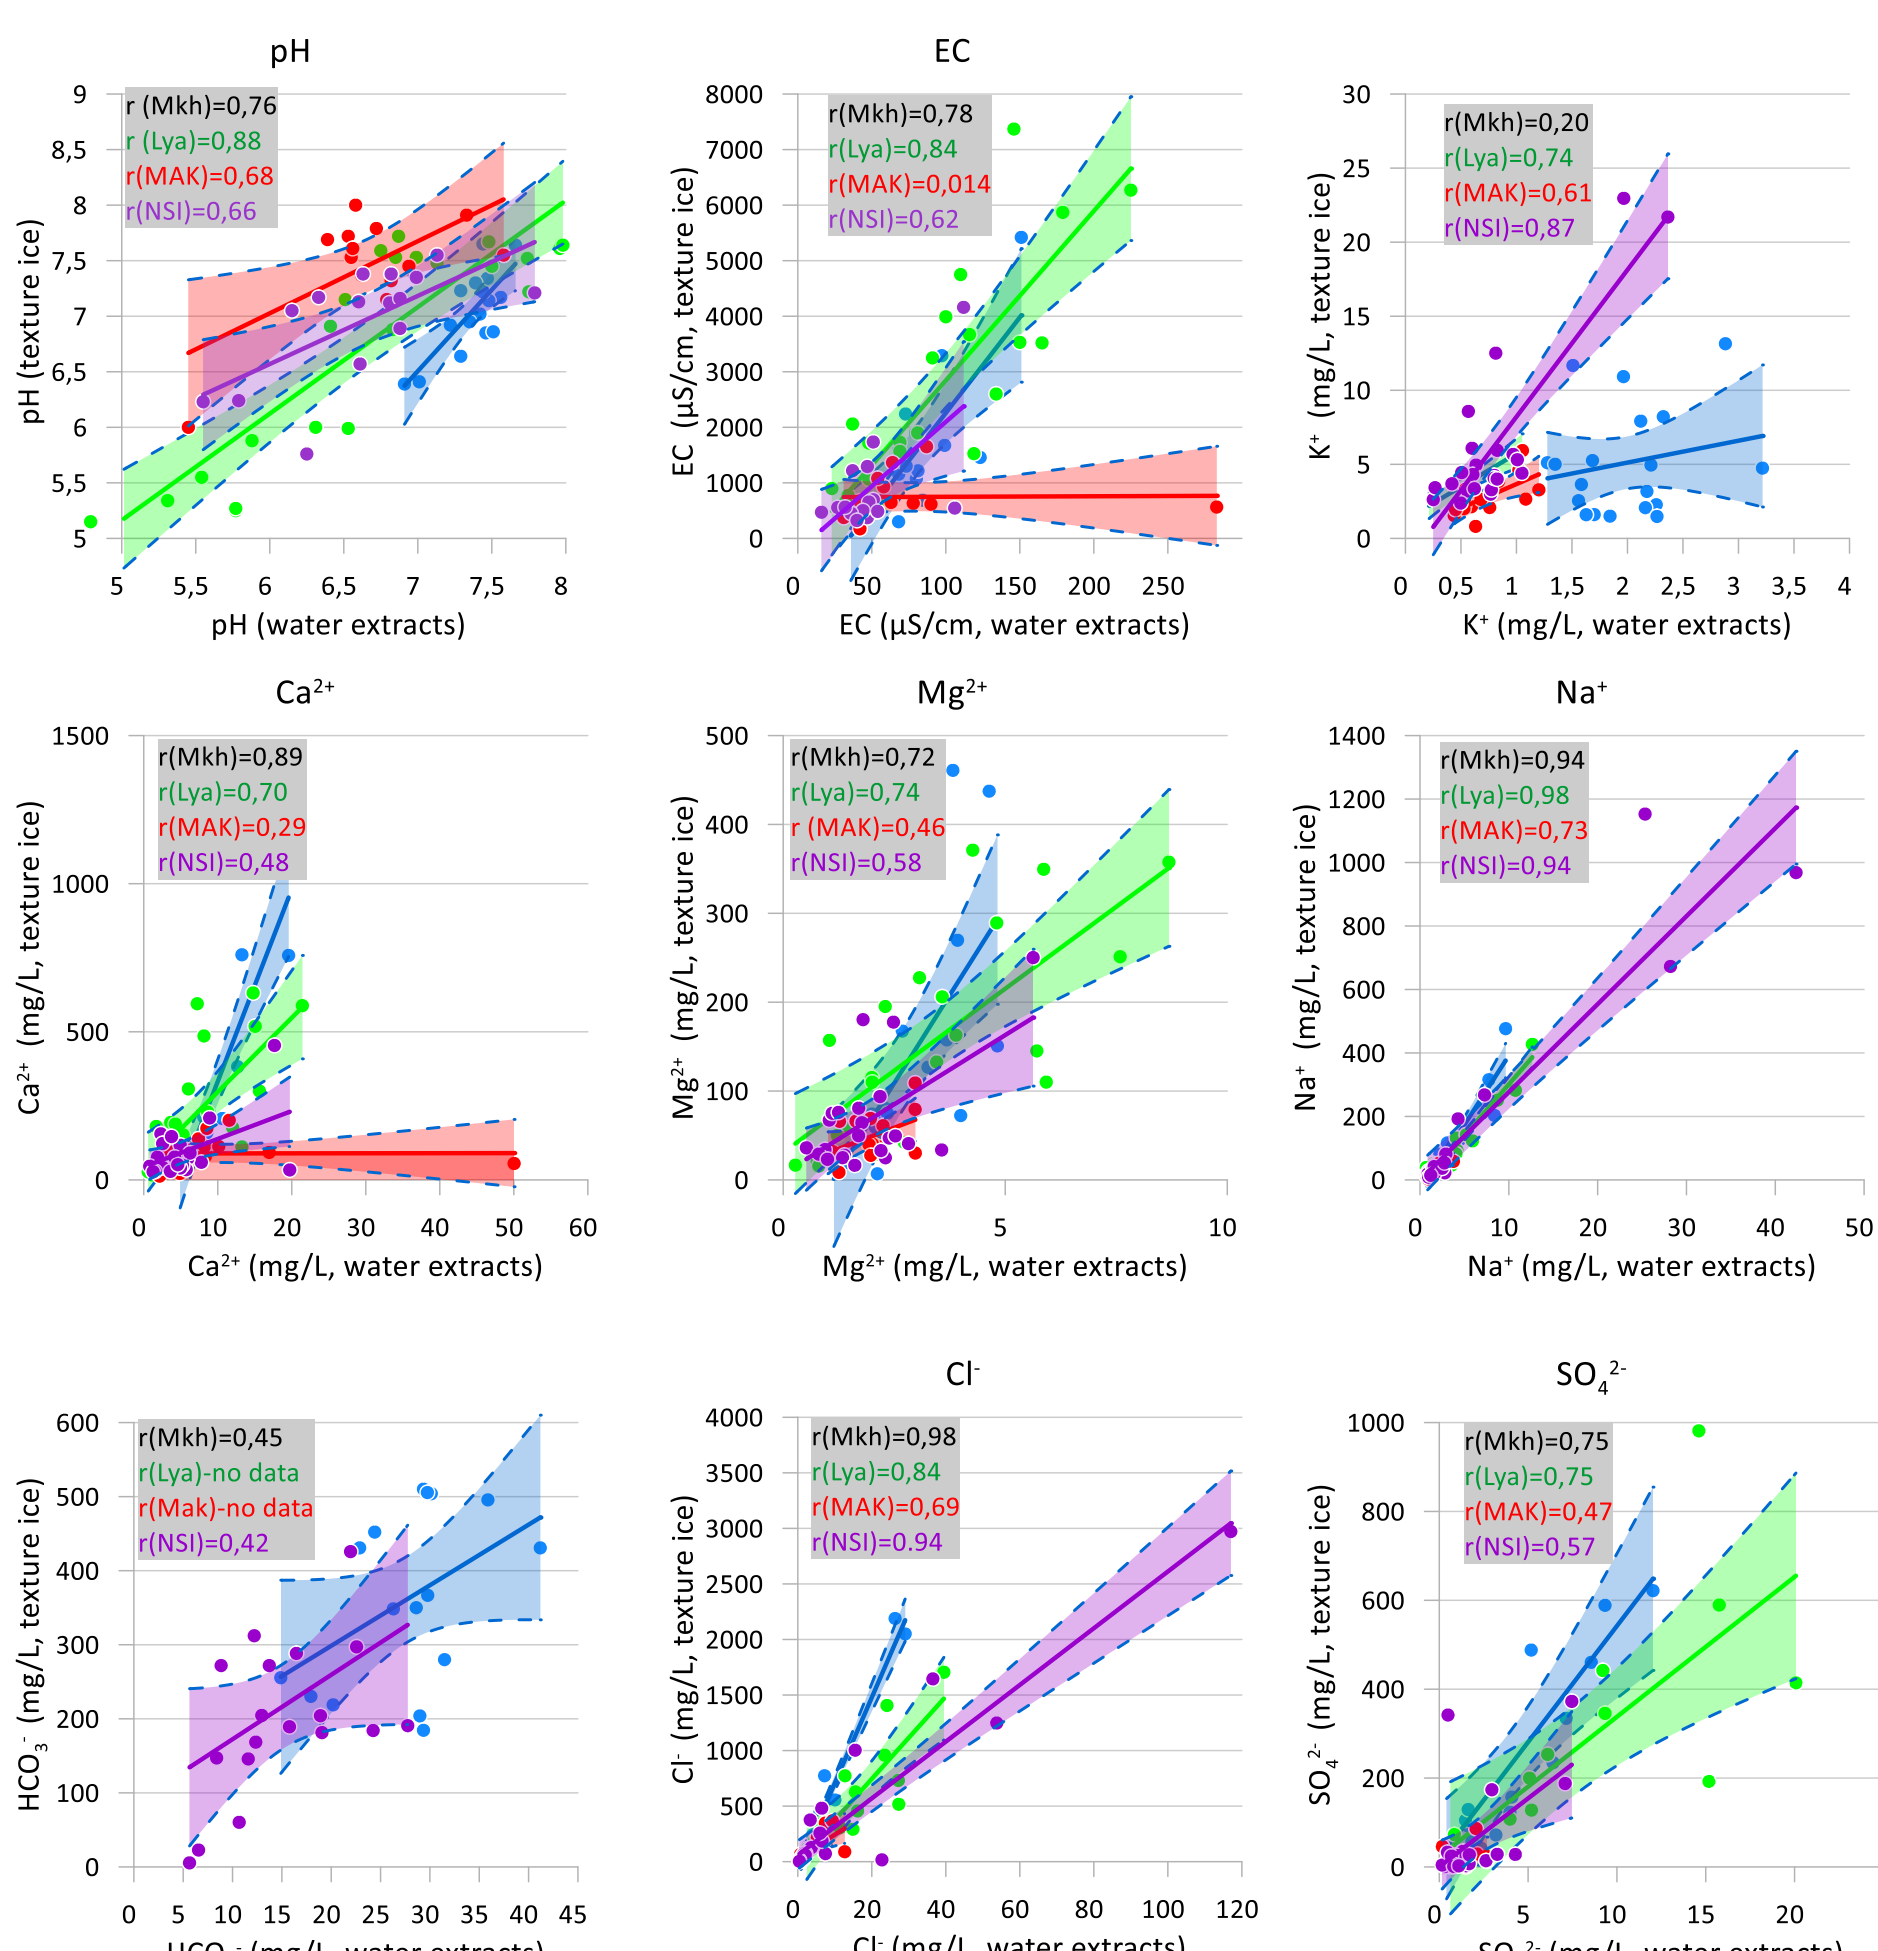 pH
r (Mkh)=0,76
r (Lya)=0,88
r(MAK)=0,68
r(NSI)=0,66
9
8,5
8
7,5
7
6,5
6
5,5
5
pH (texture ice)
5 5,5 6 6,5 7 7,5 8
pH (water extracts)
EC
r(Mkh)=0,78
r(Lya)=0,84
r(MAK)=0,014
r(NSI)=0,62
8000
7000
6000
5000
4000
3000
2000
1000
0
EC (µS/cm, texture ice)
0 50 100 150 200 250
EC (µS/cm, water extracts)
r(Mkh)=0,20
r(Lya)=0,74
r(MAK)=0,61
r(NSI)=0,87
30
25
20
15
10
5
0
K⁺ (mg/L, texture ice)
0 0,5 1 1,5 2 2,5 3 3,5 4
K⁺ (mg/L, water extracts)
Ca²⁺
r(Mkh)=0,89
r(Lya)=0,70
r(MAK)=0,29
r(NSI)=0,48
1500
1000
500
0
Ca²⁺ (mg/L, texture ice)
0 10 20 30 40 50 60
Ca²⁺ (mg/L, water extracts)
Mg²⁺
r(Mkh)=0,72
r(Lya)=0,74
r (MAK)=0,46
r(NSI)=0,58
500
400
300
200
100
0
Mg²⁺ (mg/L, texture ice)
0 5 10
Mg²⁺ (mg/L, water extracts)
Na⁺
r(Mkh)=0,94
r(Lya)=0,98
r(MAK)=0,73
r(NSI)=0,94
1400
1200
1000
800
600
400
200
0
Na⁺ (mg/L, texture ice)
0 10 20 30 40 50
Na⁺ (mg/L, water extracts)
r(Mkh)=0,45
r(Lya)-no data
r(Mak)-no data
r(NSI)=0,42
600
500
400
300
200
100
0
HCO₃⁻ (mg/L, texture ice)
0 5 10 15 20 25 30 35 40 45
HCO₃⁻ (mg/L, water extracts)
Cl⁻
r(Mkh)=0,98
r(Lya)=0,84
r(MAK)=0,69
r(NSI)=0.94
4000
3500
3000
2500
2000
1500
1000
500
0
Cl⁻ (mg/L, texture ice)
0 20 40 60 80 100 120
Cl⁻ (mg/L, water extracts)
SO₄²⁻
r(Mkh)=0,75
r(Lya)=0,75
r(MAK)=0,47
r(NSI)=0,57
1000
800
600
400
200
0
SO₄²⁻ (mg/L, texture ice)
0 5 10 15 20
SO₄²⁻ (mg/L, water extracts)